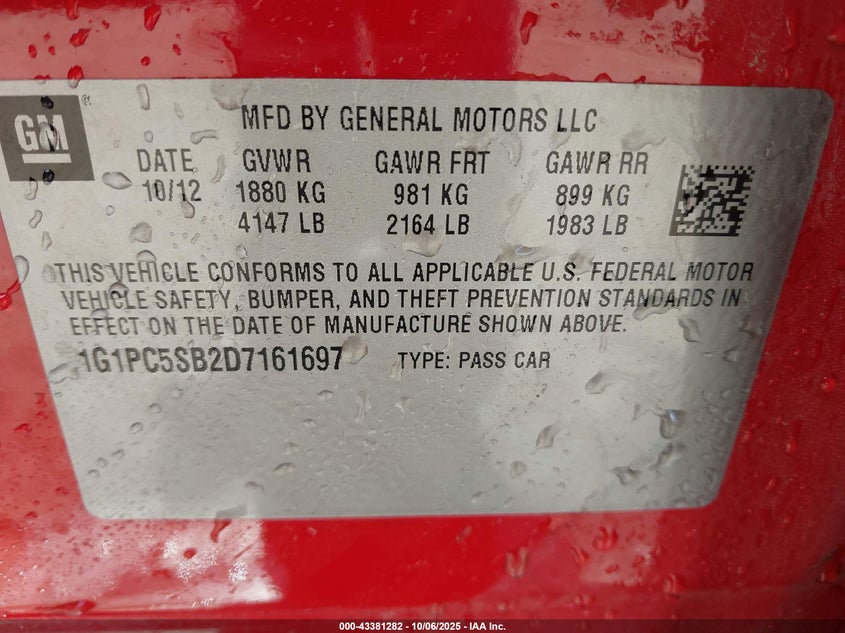 GM®
MFD BY GENERAL MOTORS LLC
DATE GVWR GAWR FRT GAWR RR
10/12 1880 KG 981 KG 899 KG
4147 LB 2164 LB 1983 LB
THIS VEHICLE CONFORMS TO ALL APPLICABLE U.S. FEDERAL MOTOR
VEHICLE SAFETY, BUMPER, AND THEFT PREVENTION STANDARDS IN
EFFECT ON THE DATE OF MANUFACTURE SHOWN ABOVE.
1G1PC5SB2D7161697 TYPE: PASS CAR
000-43381282 - 10/06/2025 - IAA Inc.